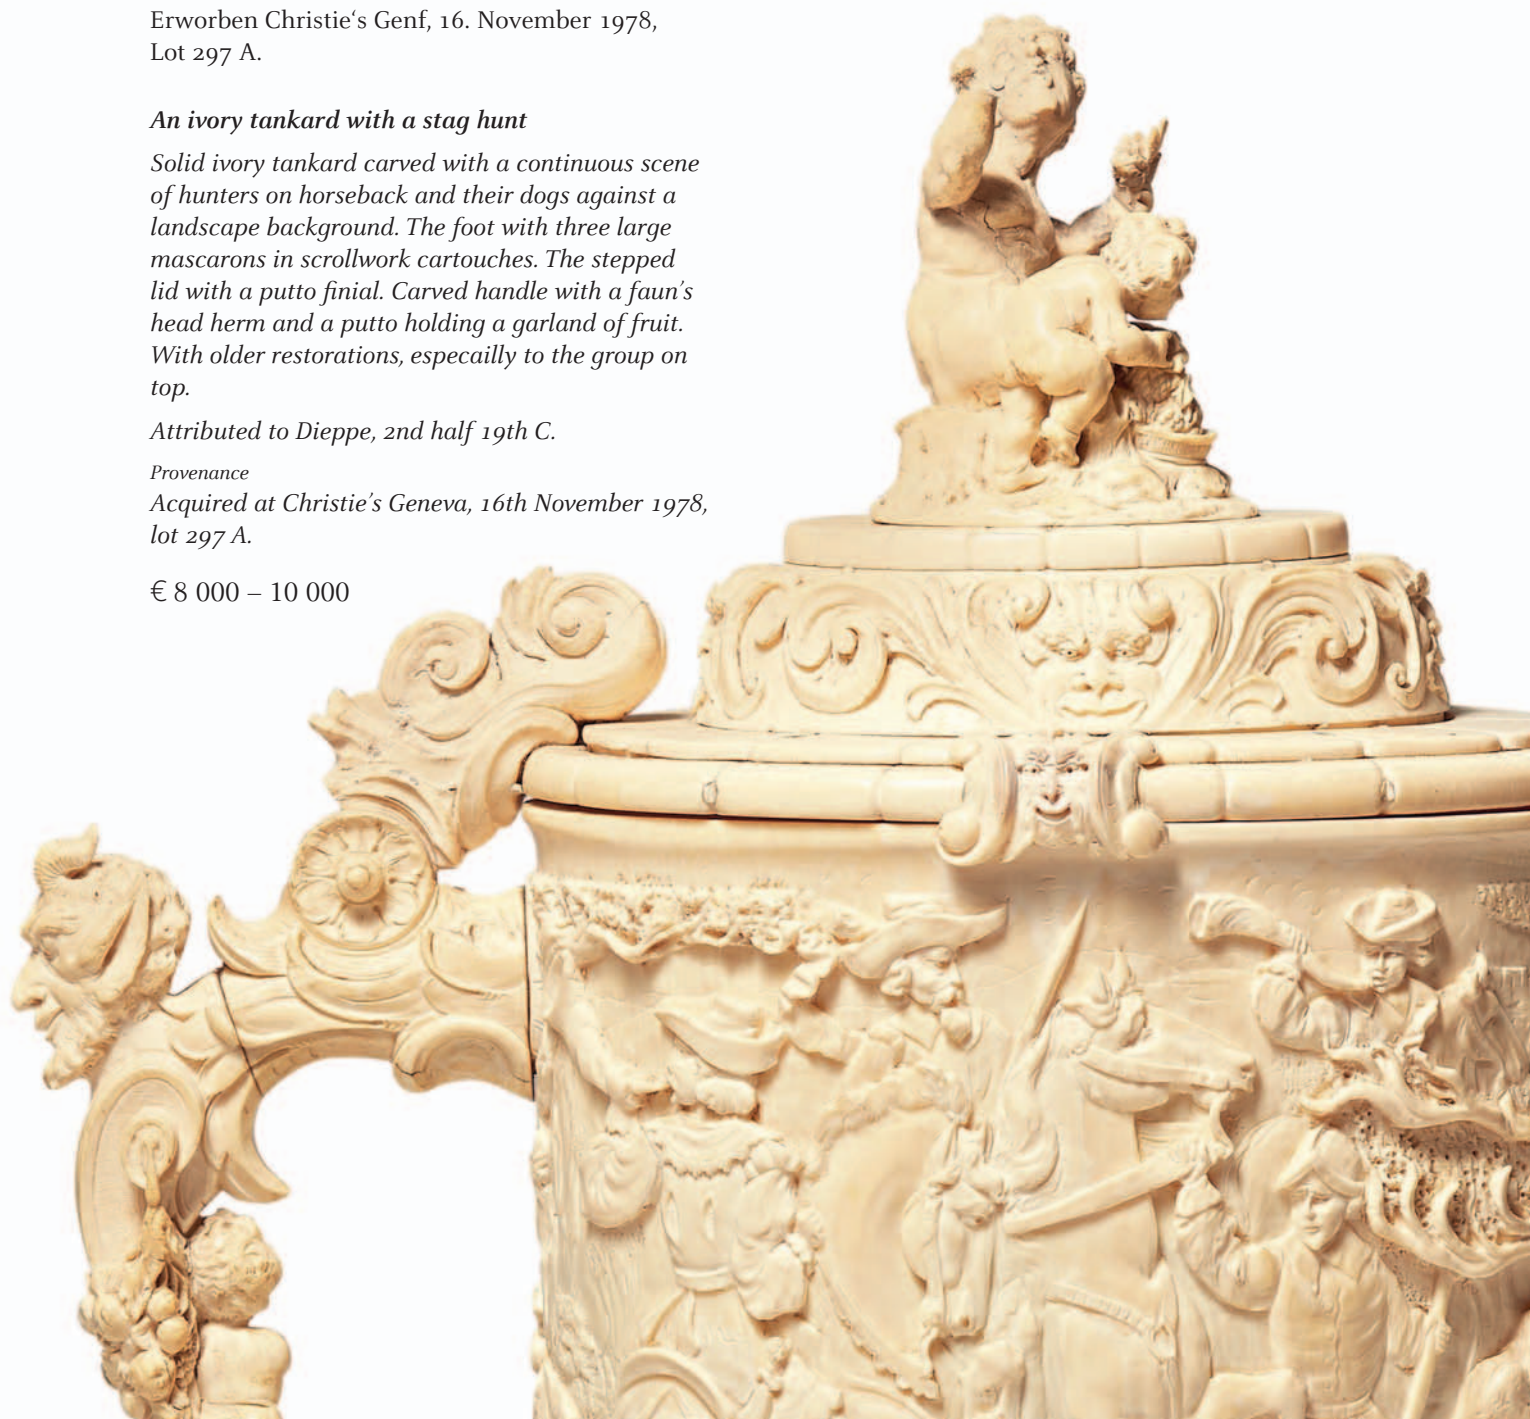 Erworben Christie‘s Genf, 16. November 1978,
Lot 297 A.
An ivory tankard with a stag hunt
Solid ivory tankard carved with a continuous scene
of hunters on horseback and their dogs against a
landscape background. The foot with three large
mascarons in scrollwork cartouches. The stepped
lid with a putto finial. Carved handle with a faun’s
head herm and a putto holding a garland of fruit.
With older restorations, especailly to the group on
top.
Attributed to Dieppe, 2nd half 19th C.
Provenance
Acquired at Christie’s Geneva, 16th November 1978,
lot 297 A.
€ 8 000 – 10 000